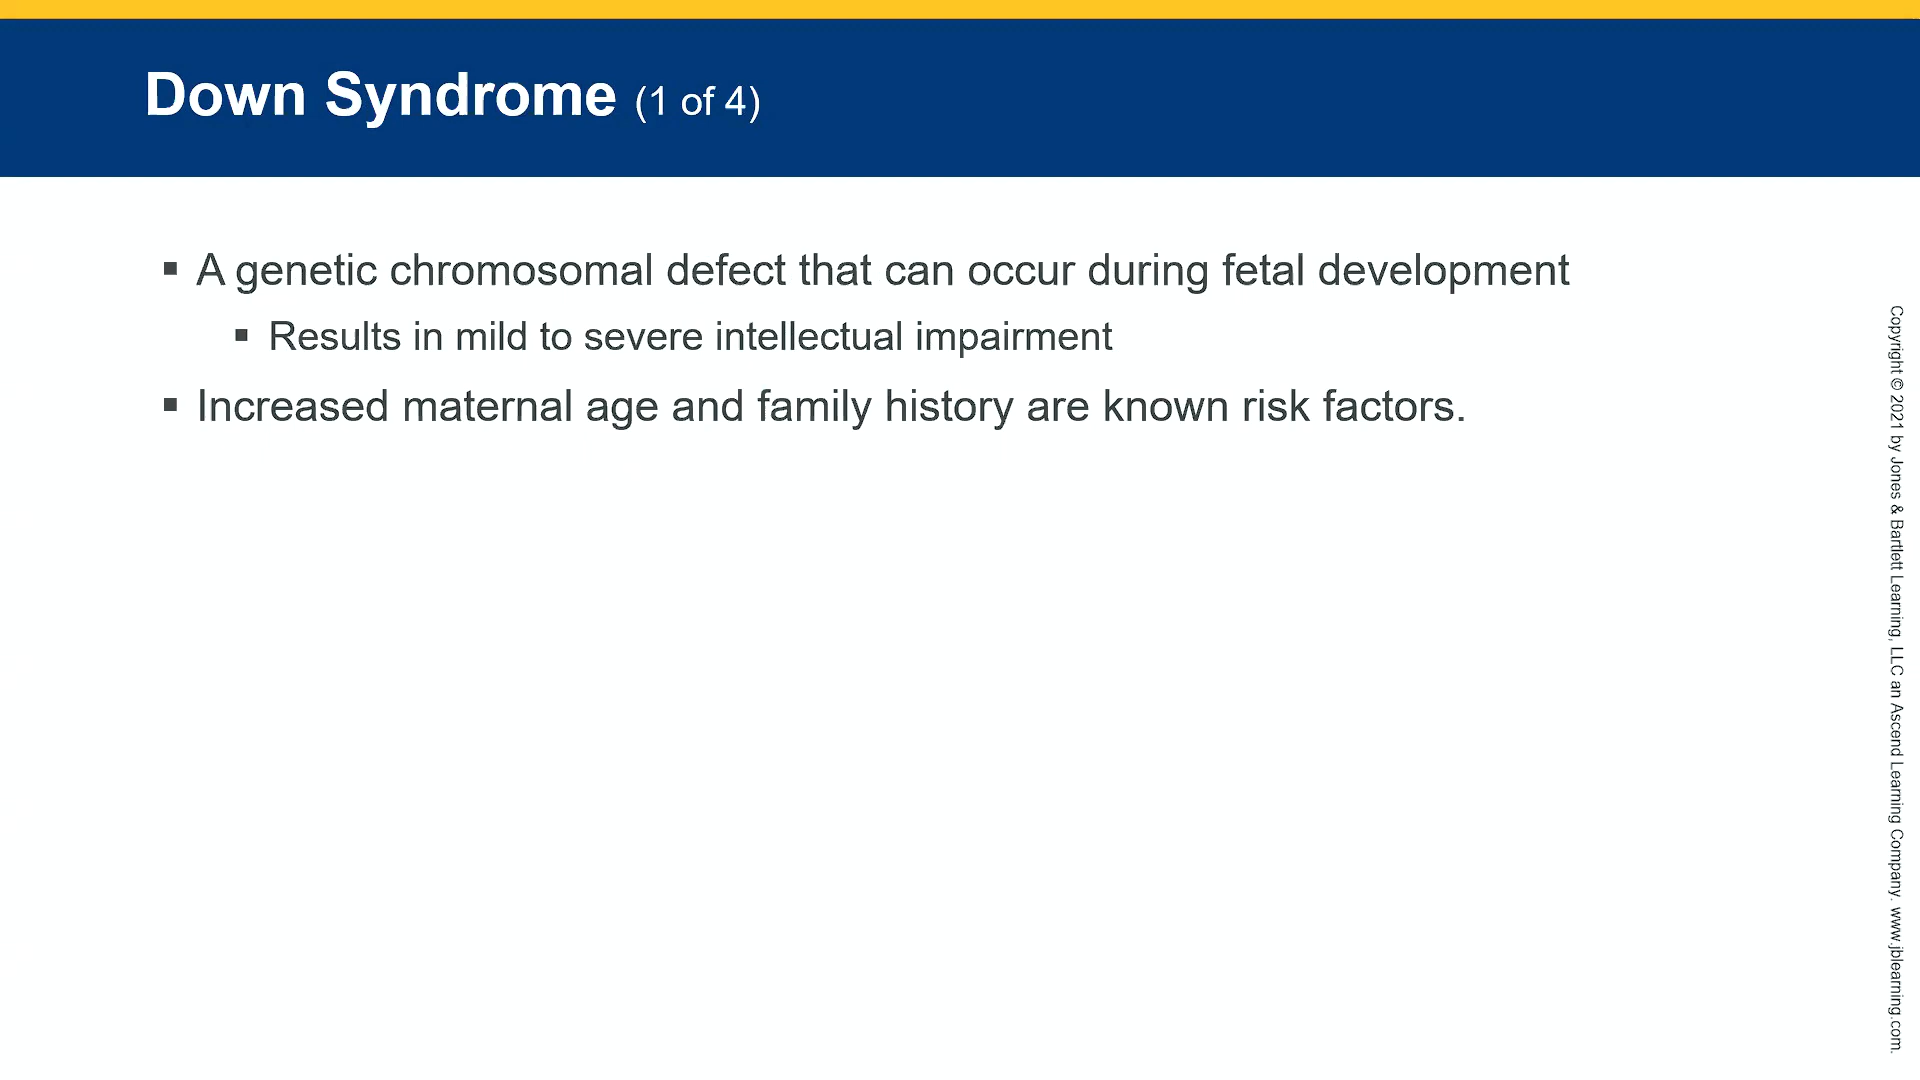 Down Syndrome (1 of 4)
▪ A genetic chromosomal defect that can occur during fetal development
▪ Results in mild to severe intellectual impairment
▪ Increased maternal age and family history are known risk factors.
Copyright © 2021 by Jones & Bartlett Learning, LLC an Ascend Learning Company. www.jblearning.com.